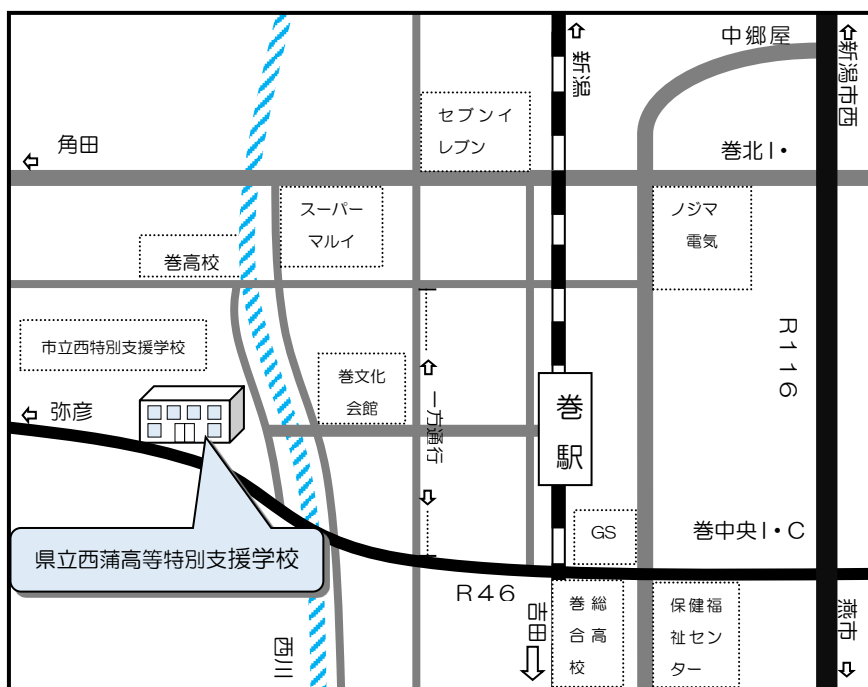 中郷屋
新潟
新潟市西
セブンイ
レブン
角田
巻北Ⅰ・
スーパー
マルイ
ノジマ
電気
巻高校
市立西特別支援学校
R116
巻文化
会館
一方通行
巻駅
弥彦
GS
巻中央Ⅰ・C
県立西蒲高等特別支援学校
R46
巻総
合高
校
保健福
祉セン
ター
吉田
燕市
西川